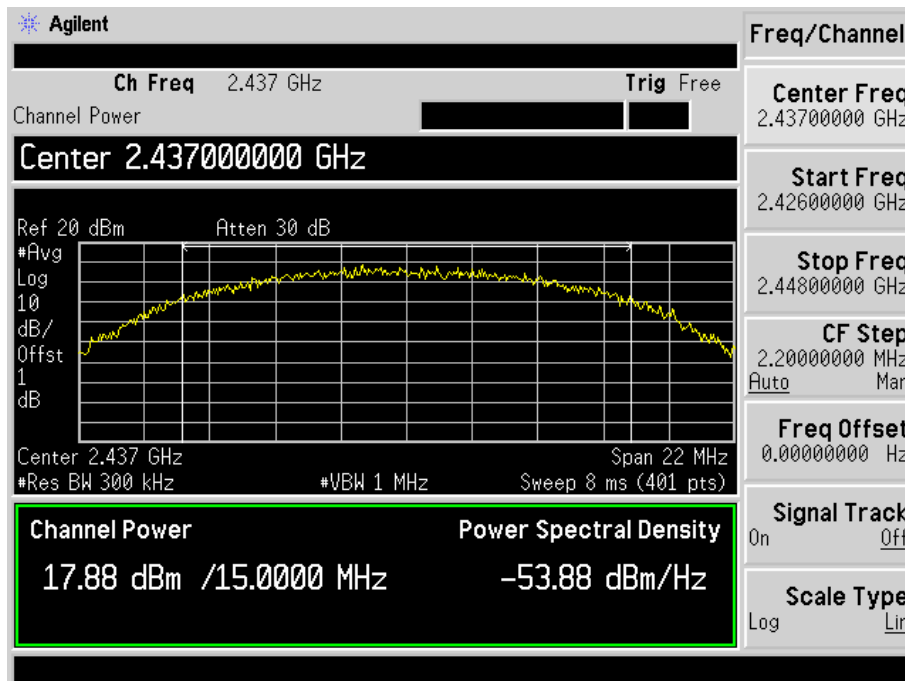 Agilent
Freq/Channel
Ch Freq 2.437 GHz Trig Free
Channel Power
Center 2.437000000 GHz
Ref 20 dBm Atten 30 dB
#Avg
Log
10
dB/
Offst
1
dB
Center 2.437 GHz Span 22 MHz
#Res BW 300 kHz #VBW 1 MHz Sweep 8 ms (401 pts)
Channel Power Power Spectral Density
17.88 dBm /15.0000 MHz -53.88 dBm/Hz
Center Freq
2.43700000 GHz
Start Freq
2.42600000 GHz
Stop Freq
2.44800000 GHz
CF Step
2.20000000 MHz
Auto Man
Freq Offset
0.00000000 Hz
Signal Track
On Off
Scale Type
Log Lin